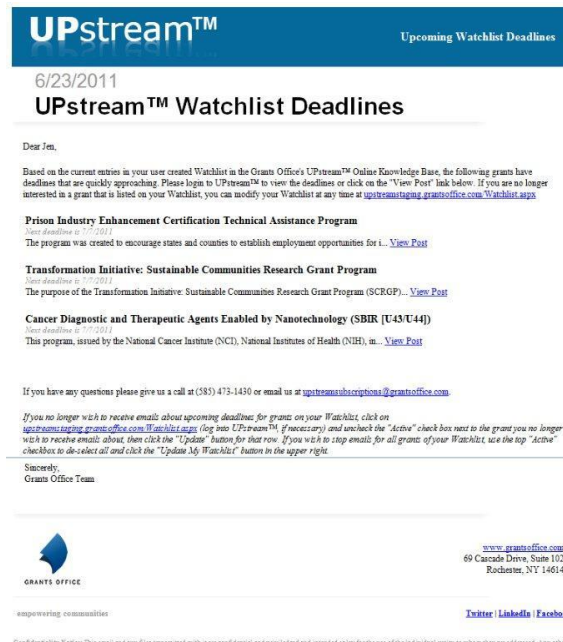 UPstream™
Upcoming Watchlist Deadlines
6/23/2011
UPstream™ Watchlist Deadlines
Dear Jen,
Based on the current entries in your user created Watchlist in the Grants Office's UPstream™ Online Knowledge Base, the following grants have
deadlines that are quickly approaching. Please login to UPstream™ to view the deadlines or click on the "View Post" link below. If you are no longer
interested in a grant that is listed on your Watchlist, you can modify your Watchlist at any time at upstreamstaging.grantsoffice.com/Watchlist.aspx
Prison Industry Enhancement Certification Technical Assistance Program
Next deadline is 7/7/2011
The program was created to encourage states and counties to establish employment opportunities for i... View Post
Transformation Initiative: Sustainable Communities Research Grant Program
Next deadline is 7/7/2011
The purpose of the Transformation Initiative: Sustainable Communities Research Grant Program (SCRGP)... View Post
Cancer Diagnostic and Therapeutic Agents Enabled by Nanotechnology (SBIR [U43/U44])
Next deadline is 7/7/2011
This program, issued by the National Cancer Institute (NCI), National Institutes of Health (NIH), in... View Post
If you have any questions please give us a call at (585) 473-1430 or email us at upstreamsubscriptions@grantsoffice.com.
If you no longer wish to receive emails about upcoming deadlines for grants on your Watchlist, click on
upstreamstaging.grantsoffice.com/Watchlist.aspx (log into UPstream™, if necessary) and uncheck the "Active" check box next to the grant you no longer
wish to receive emails about, then click the "Update" button for that row. If you wish to stop emails for all grants of your Watchlist, use the top "Active"
checkbox to de-select all and click the "Update My Watchlist" button in the upper right.
Sincerely,
Grants Office Team
www.grantsoffice.com
69 Cascade Drive, Suite 102
Rochester, NY 14614
GRANTS OFFICE
empowering communities
Twitter | LinkedIn | Facebo